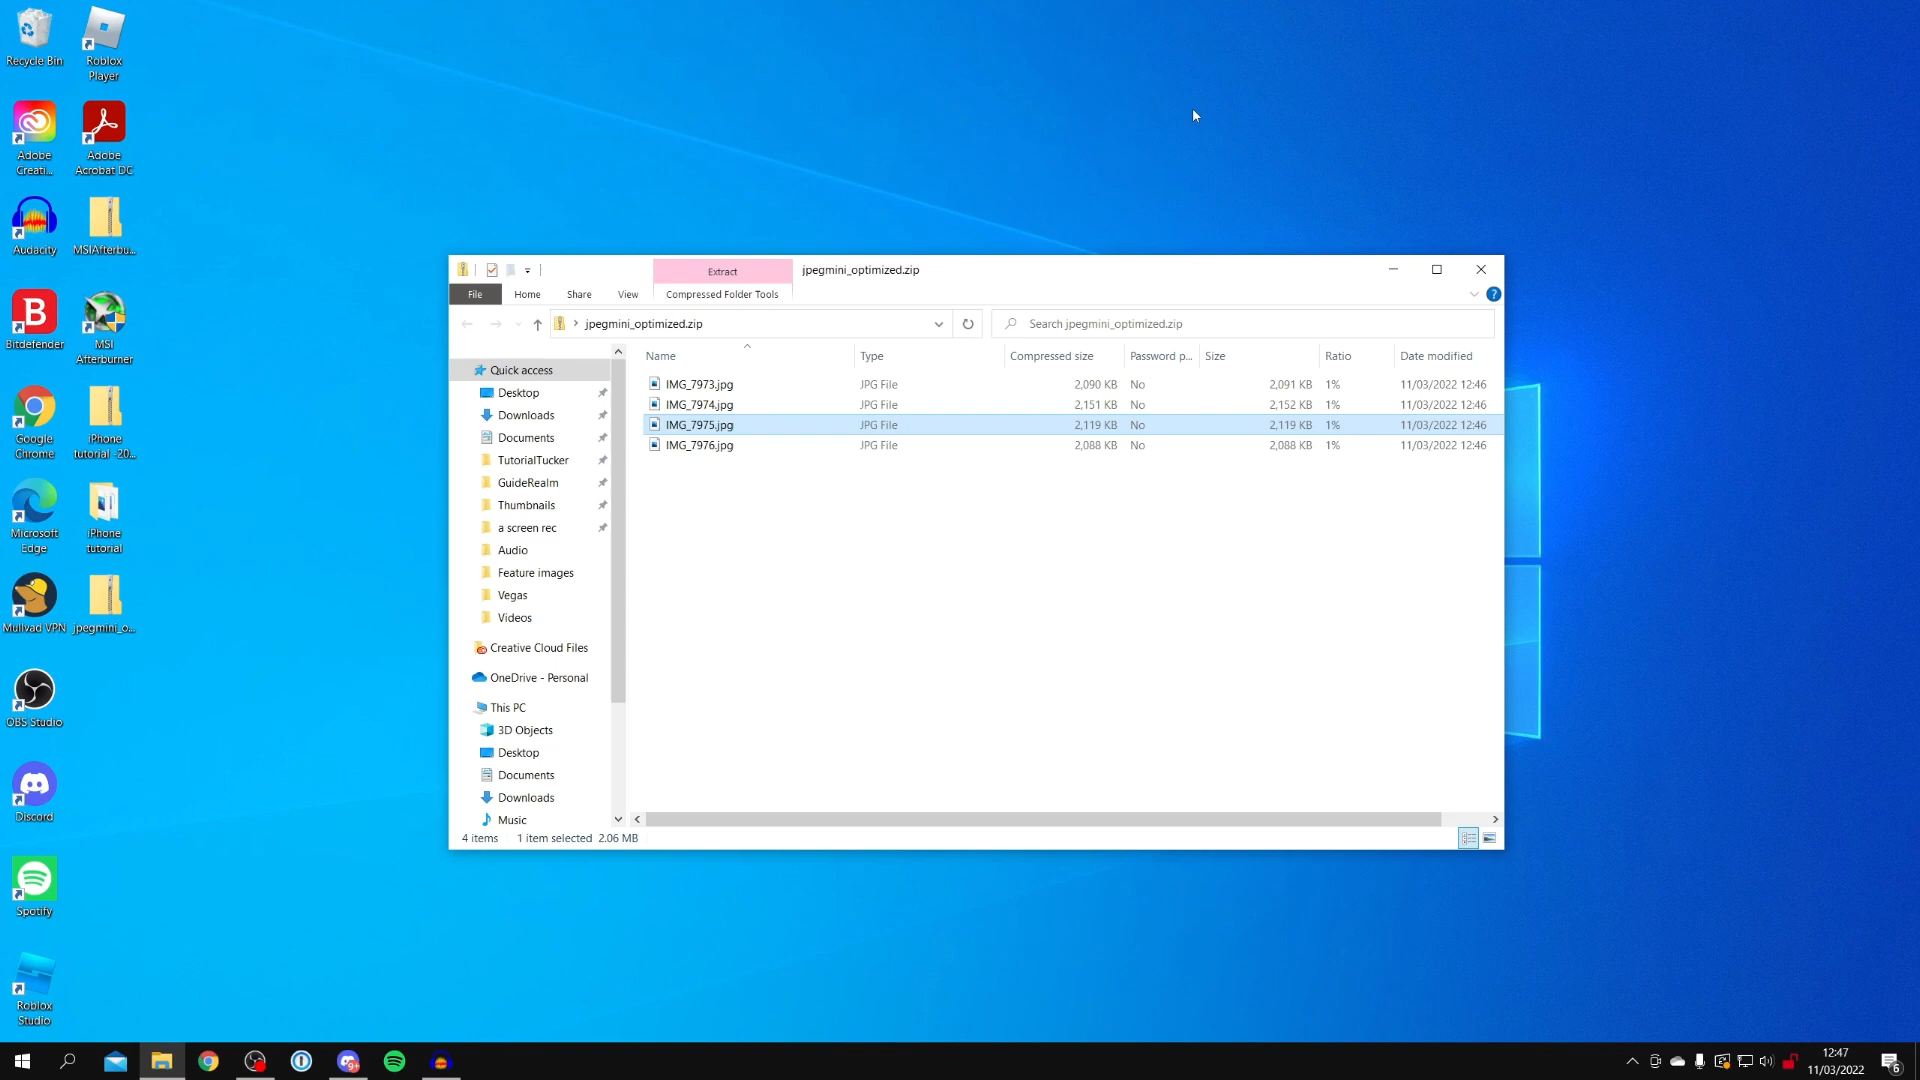 Recycle Bin
Roblox
Player
Adobe
Creati...
Adobe
Acrobat DC
Audacity
MSIAfterbu...
Bitdefender
MSI
Afterburner
Google
Chrome
iPhone
tutorial -20...
Microsoft
Edge
iPhone
tutorial
Mullvad VPN
jpegmini_o...
OBS Studio
Discord
Spotify
Roblox
Studio
Extract
jpegmini_optimized.zip
File
Home
Share
View
Compressed Folder Tools
jpegmini_optimized.zip
Search jpegmini_optimized.zip
Quick access
Desktop
Downloads
Documents
TutorialTucker
GuideRealm
Thumbnails
a screen rec
Audio
Feature images
Vegas
Videos
Creative Cloud Files
OneDrive - Personal
This PC
3D Objects
Desktop
Documents
Downloads
Music
Name Type Compressed size Password p... Size Ratio Date modified
IMG_7973.jpg JPG File 2,090 KB No 2,091 KB 1% 11/03/2022 12:46
IMG_7974.jpg JPG File 2,151 KB No 2,152 KB 1% 11/03/2022 12:46
IMG_7975.jpg JPG File 2,119 KB No 2,119 KB 1% 11/03/2022 12:46
IMG_7976.jpg JPG File 2,088 KB No 2,088 KB 1% 11/03/2022 12:46
4 items 1 item selected 2.06 MB
9+
12:47
11/03/2022
6